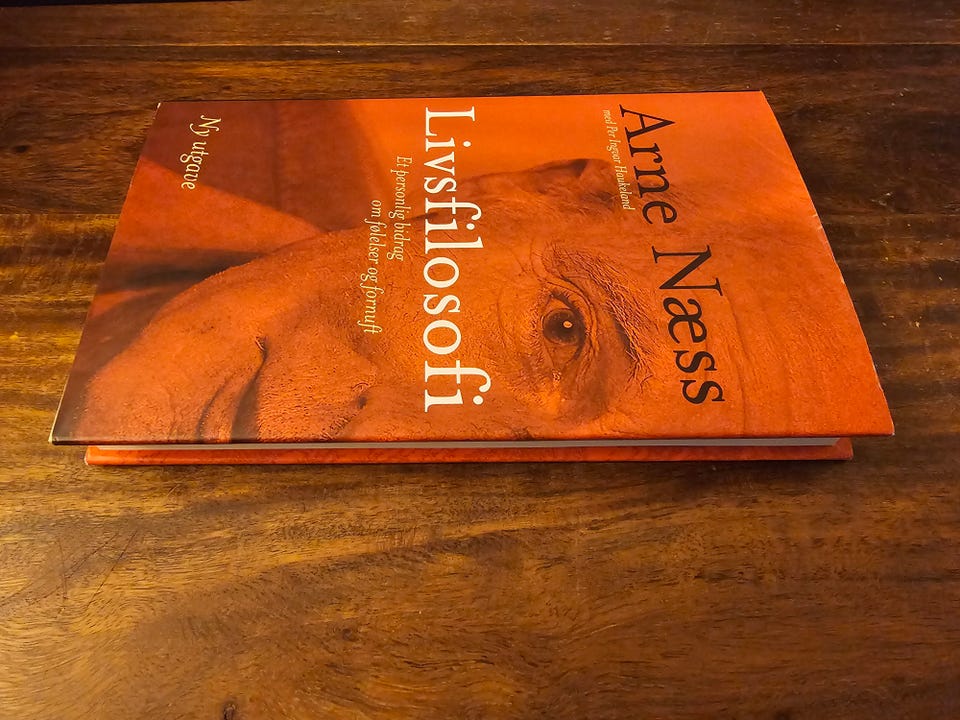 Arne Næss
med Per Ingvar Haukeland
Livsfilosofi
Et personlig bidrag
om følelser og fornuft
Ny utgave